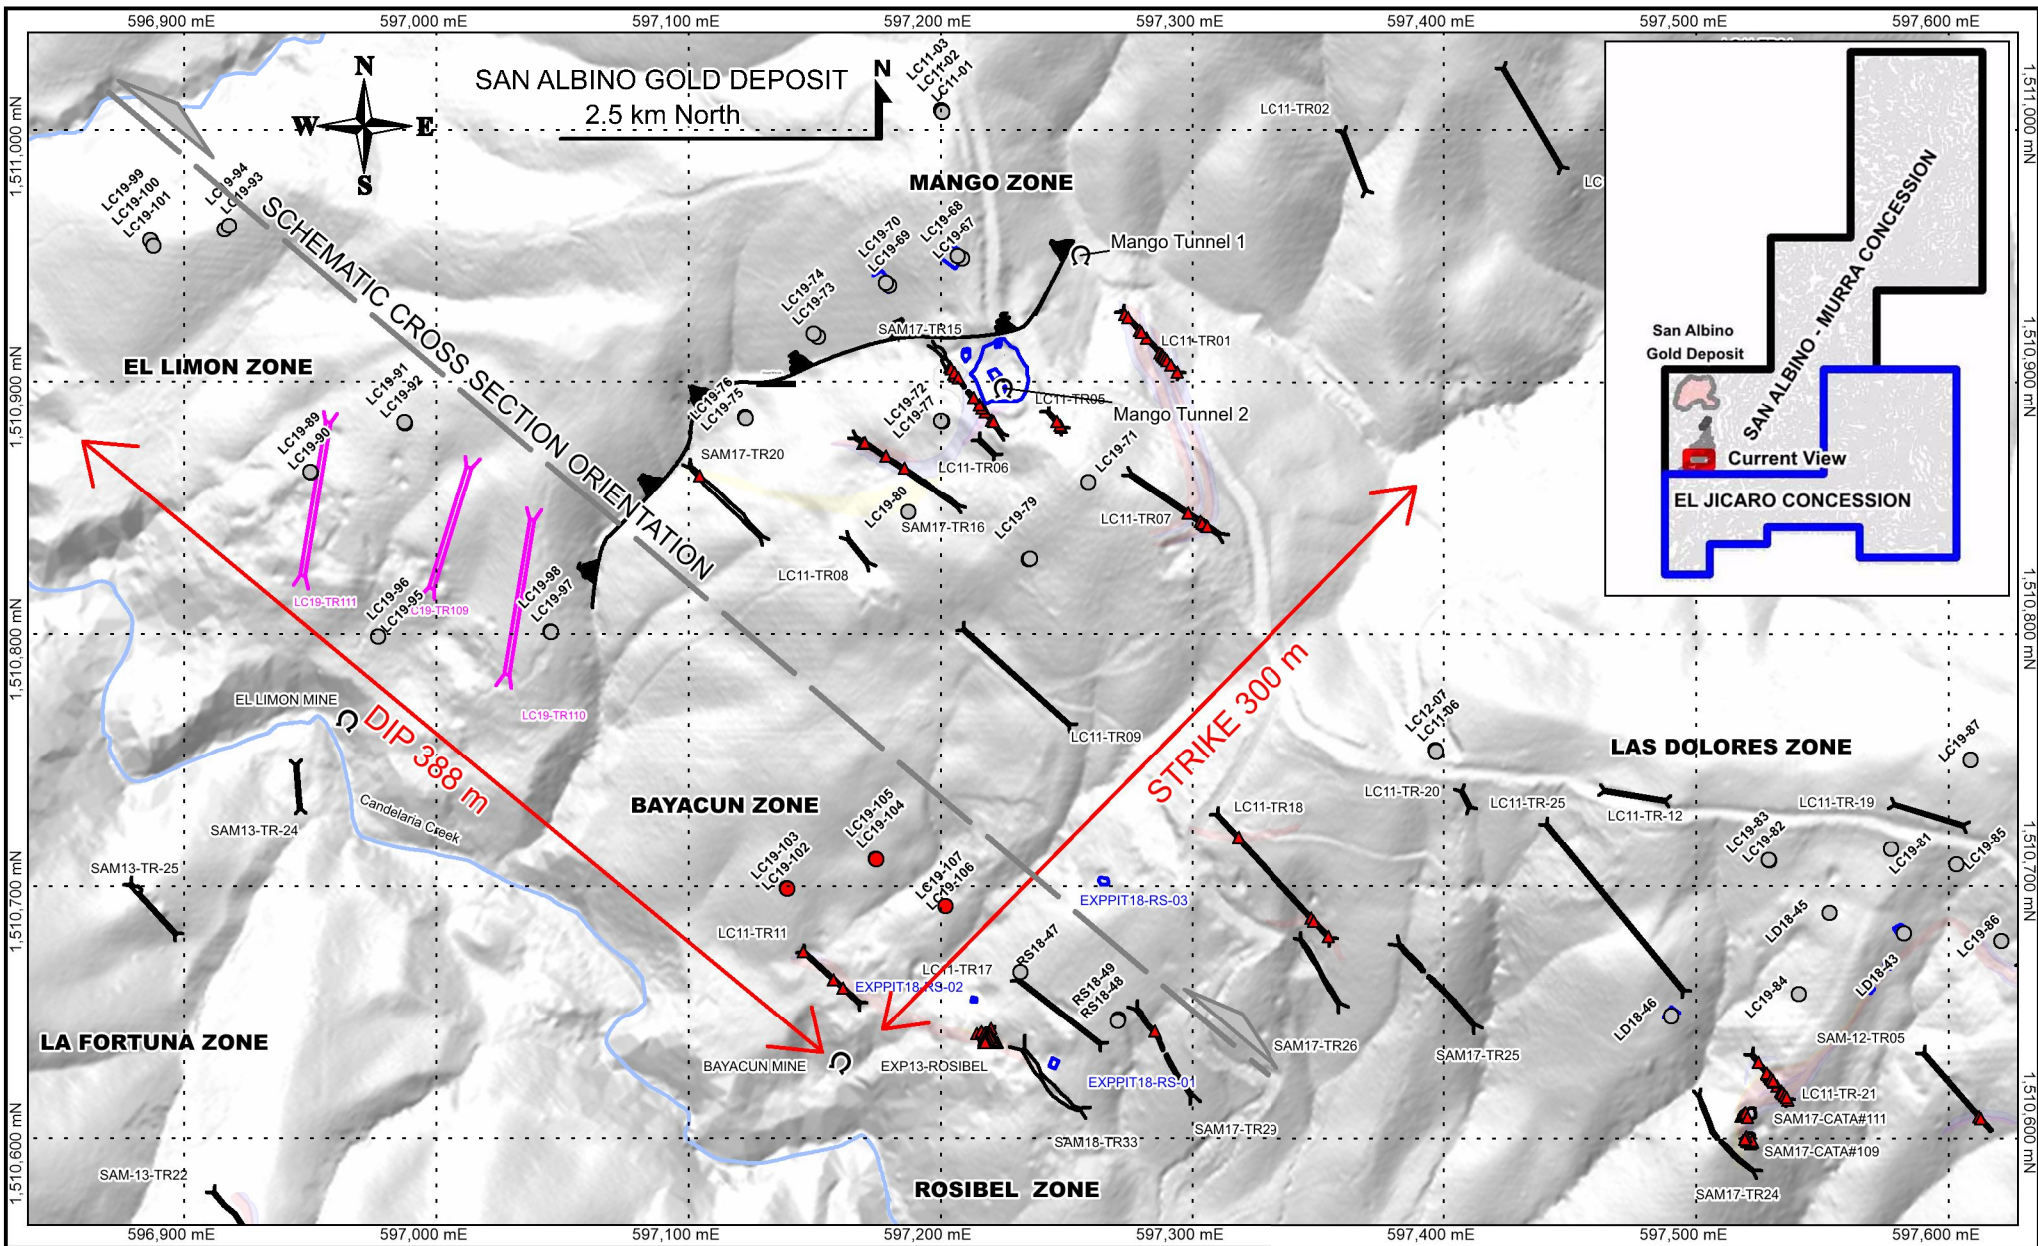 596,900 mE
597,000 mE
597,100 mE
597,200 mE
597,300 mE
597,400 mE
597,500 mE
597,600 mE
1,511,000 mN
1,510,900 mN
1,510,800 mN
1,510,700 mN
1,510,600 mN
1,511,000 mN
1,510,900 mN
1,510,800 mN
1,510,700 mN
1,510,600 mN
N
W
E
S
SAN ALBINO GOLD DEPOSIT
2.5 km North
N
LC11-03
LC11-02
LC11-01
LC11-TR02
LC
MANGO ZONE
LC19-99
LC19-100
LC19-101
LC19-94
LC19-93
SCHEMATIC CROSS SECTION ORIENTATION
LC19-70
LC19-69
LC19-68
LC19-67
Mango Tunnel 1
LC19-74
LC19-73
SAM17-TR15
LC11-TR01
EL LIMON ZONE
LC19-91
LC19-92
LC19-76
LC19-75
LC19-72
LC19-77
LC11-TR05
Mango Tunnel 2
LC19-89
LC19-90
SAM17-TR20
LC11-TR06
LC19-71
LC19-80
SAM17-TR16
LC19-79
LC11-TR07
LC11-TR08
LC19-TR111
LC19-96
LC19-95
C19-TR109
LC19-98
LC19-97
EL LIMON MINE
LC19-TR110
DIP 388 m
STRIKE 300 m
LC11-TR09
LC12-07
LC11-06
LAS DOLORES ZONE
LC19-87
SAM13-TR-24
Candelaria Creek
BAYACUN ZONE
LC19-105
LC19-104
LC19-103
LC19-102
LC19-107
LC19-106
LC11-TR18
LC11-TR-20
LC11-TR-25
LC11-TR-12
LC11-TR-19
LC19-83
LC19-82
LC19-81
LC19-85
SAM13-TR-25
EXPPIT18-RS-03
LC11-TR11
LC11-TR17
EXPPIT18-RS-02
RS18-47
RS18-49
RS18-48
LD18-45
LC19-86
LD18-43
LC19-84
LD18-46
LA FORTUNA ZONE
BAYACUN MINE
EXP13-ROSIBEL
EXPPIT18-RS-01
SAM17-TR26
SAM17-TR25
SAM-12-TR05
LC11-TR-21
SAM17-CATA#111
SAM17-CATA#109
SAM18-TR33
SAM17-TR29
SAM-13-TR22
ROSIBEL ZONE
SAM17-TR24
San Albino
Gold Deposit
SAN ALBINO - MURRA CONCESSION
Current View
EL JICARO CONCESSION
596,900 mE
597,000 mE
597,100 mE
597,200 mE
597,300 mE
597,400 mE
597,500 mE
597,600 mE